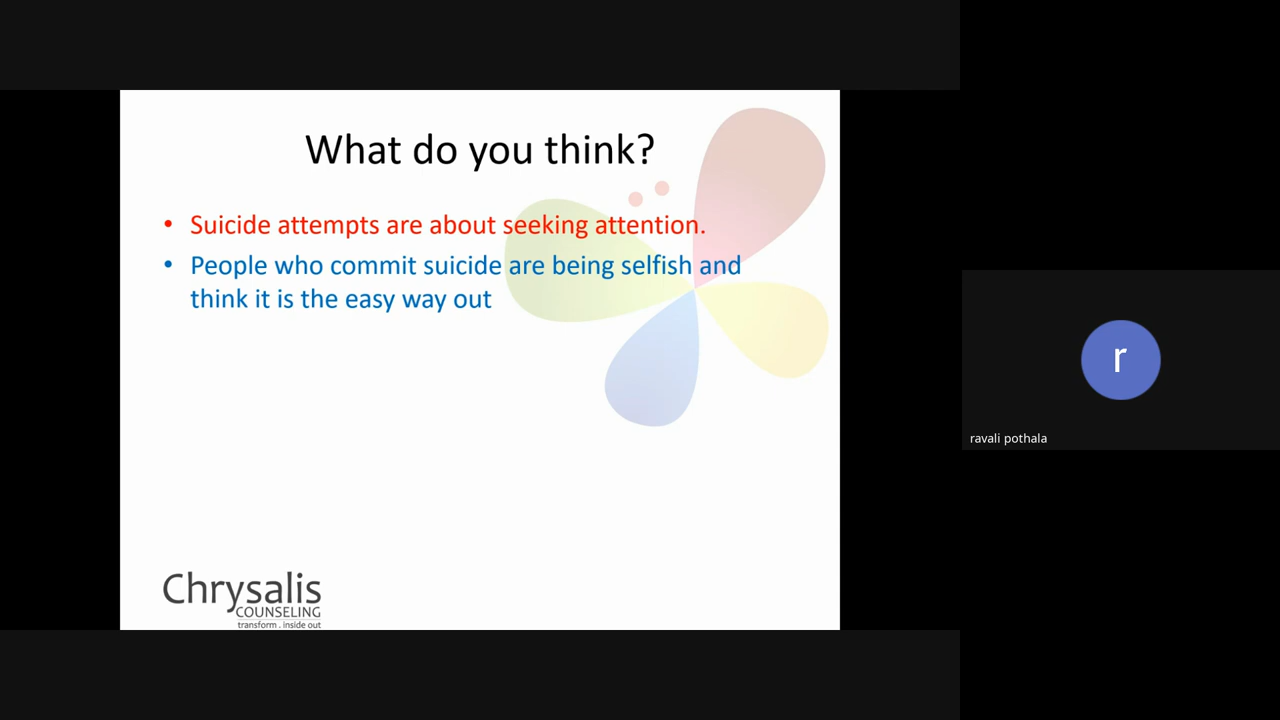 What do you think?
• Suicide attempts are about seeking attention.
• People who commit suicide are being selfish and
think it is the easy way out
r
ravali pothala
Chrysalis
COUNSELING
transform . inside out